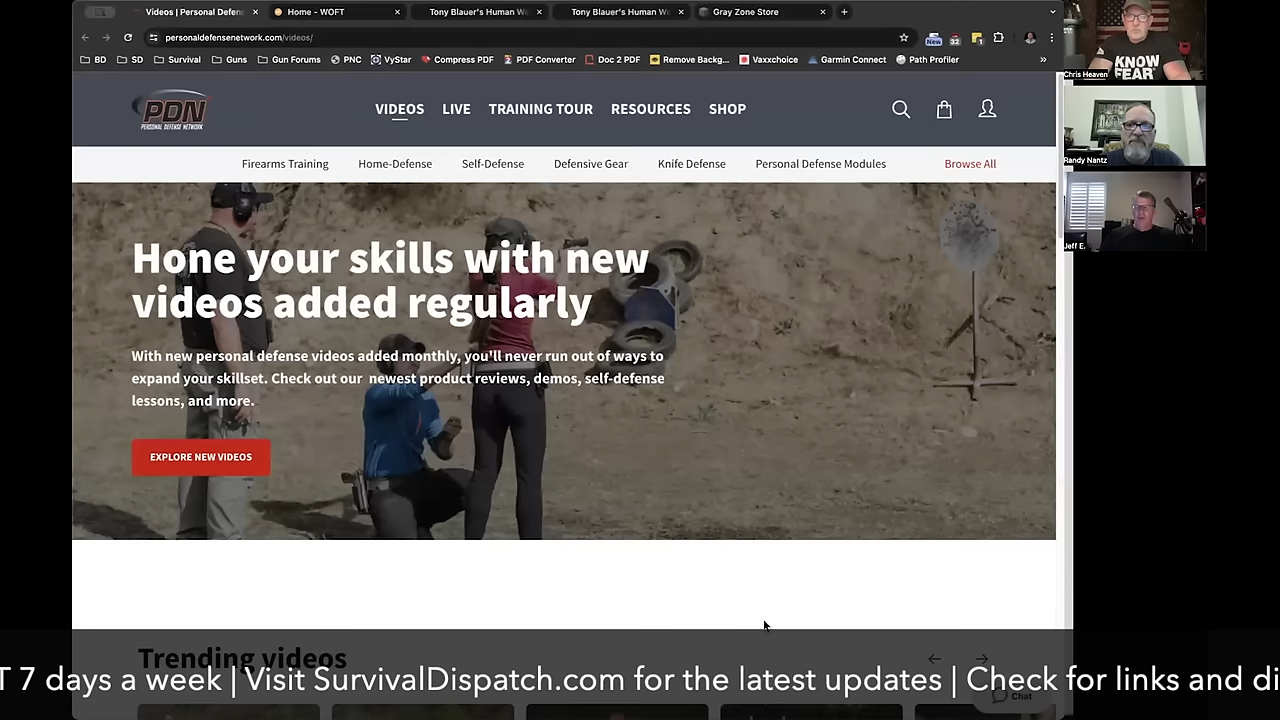 Videos | Personal Defen
Home - WOFT
Tony Blauer's Human W
Tony Blauer's Human W
Gray Zone Store
personaldefensenetwork.com/videos/
New
32
1
BD
SD
Survival
Guns
Gun Forums
PNC
VyStar
Compress PDF
PDF Converter
Doc 2 PDF
Remove Backg...
Vaxxchoice
Garmin Connect
Path Profiler
»
PDN
PERSONAL DEFENSE NETWORK
VIDEOS
LIVE
TRAINING TOUR
RESOURCES
SHOP
Firearms Training
Home-Defense
Self-Defense
Defensive Gear
Knife Defense
Personal Defense Modules
Browse All
Hone your skills with new
videos added regularly
With new personal defense videos added monthly, you'll never run out of ways to
expand your skillset. Check out our newest product reviews, demos, self-defense
lessons, and more.
EXPLORE NEW VIDEOS
Trending videos
Chat
T 7 days a week | Visit SurvivalDispatch.com for the latest updates | Check for links and di
KNOW
FEAR
Chris Heaven
Randy Nantz
Jeff E.